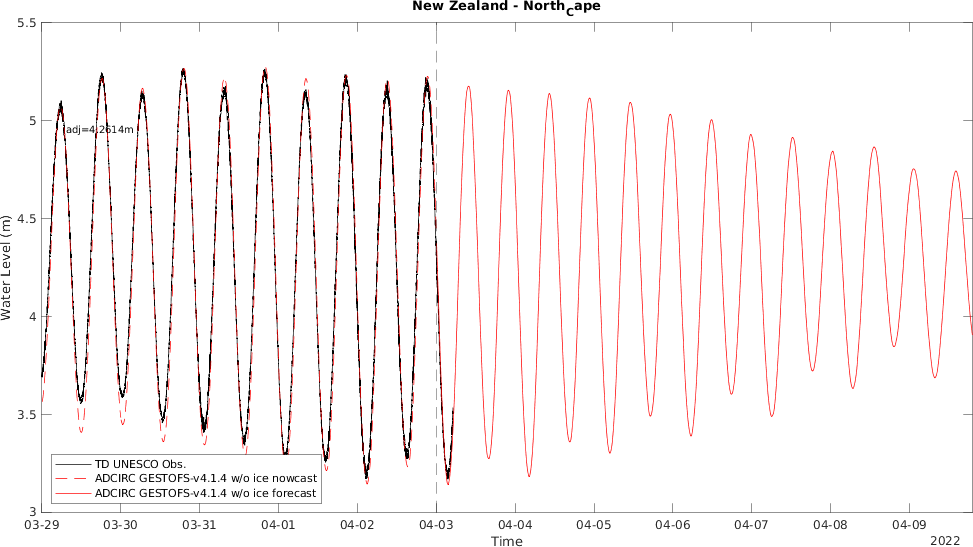 New Zealand - NorthCape
5.5
5
4.5
4
3.5
3
Water Level (m)
adj=4.2614m
TD UNESCO Obs.
ADCIRC GESTOFS-v4.1.4 w/o ice nowcast
ADCIRC GESTOFS-v4.1.4 w/o ice forecast
03-29 03-30 03-31 04-01 04-02 04-03 04-04 04-05 04-06 04-07 04-08 04-09
Time
2022